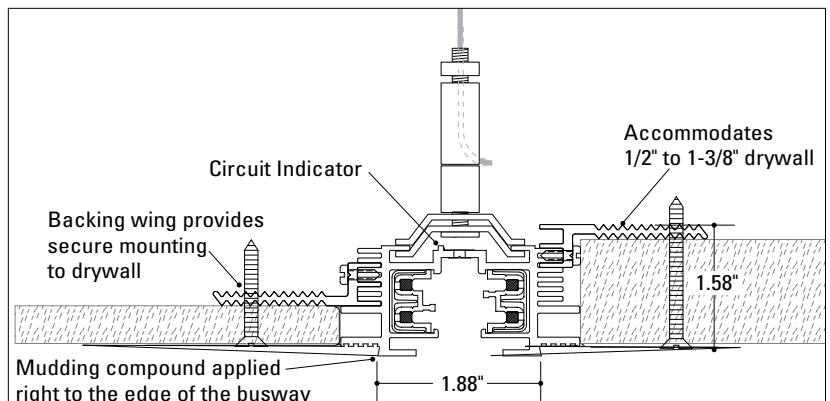 Accommodates
1/2" to 1-3/8" drywall
Circuit Indicator
Backing wing provides
secure mounting
to drywall
1.58"
Mudding compound applied
right to the edge of the busway
1.88"